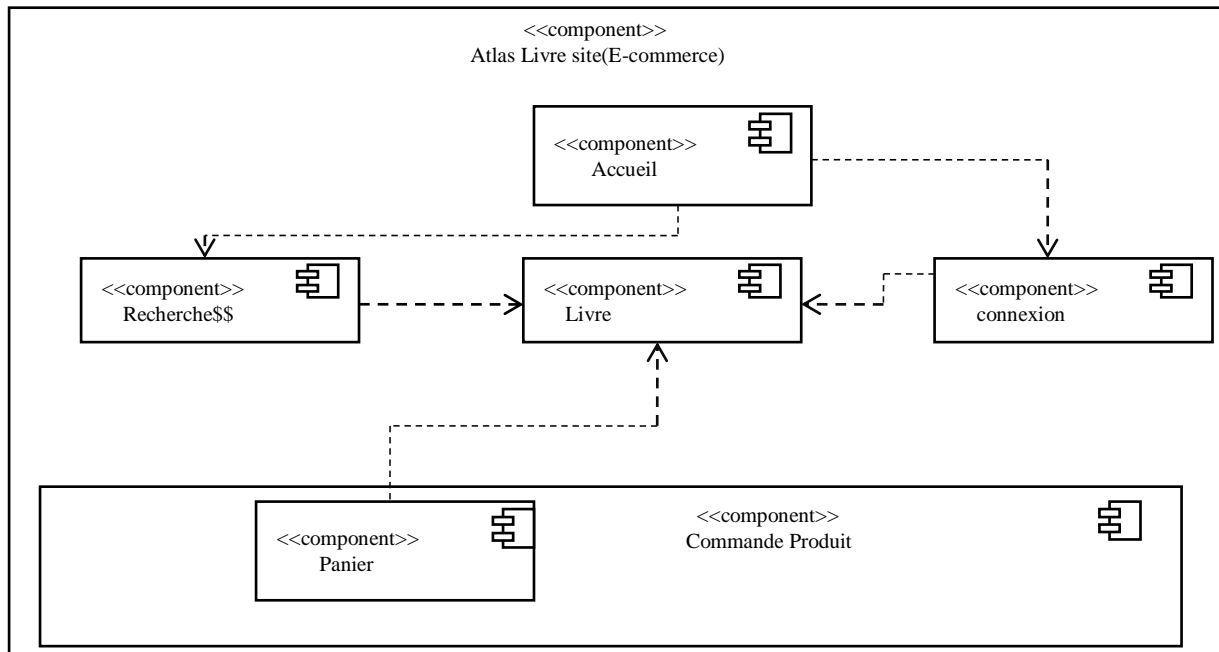 <<component>>
Atlas Livre site(E-commerce)
<<component>>
Accueil
<<component>>
Recherche$$
<<component>>
Livre
<<component>>
connexion
<<component>>
Panier
<<component>>
Commande Produit